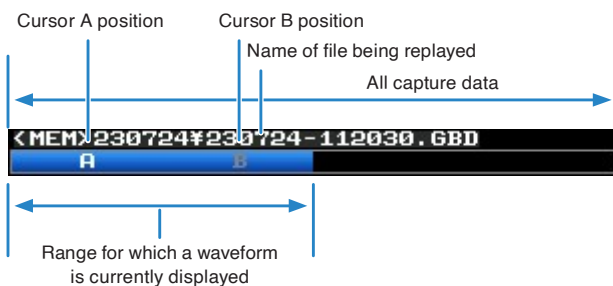 Cursor A position
Cursor B position
Name of file being replayed
All capture data
<MEM>230724¥230724-112030.GBD
A B
Range for which a waveform
is currently displayed